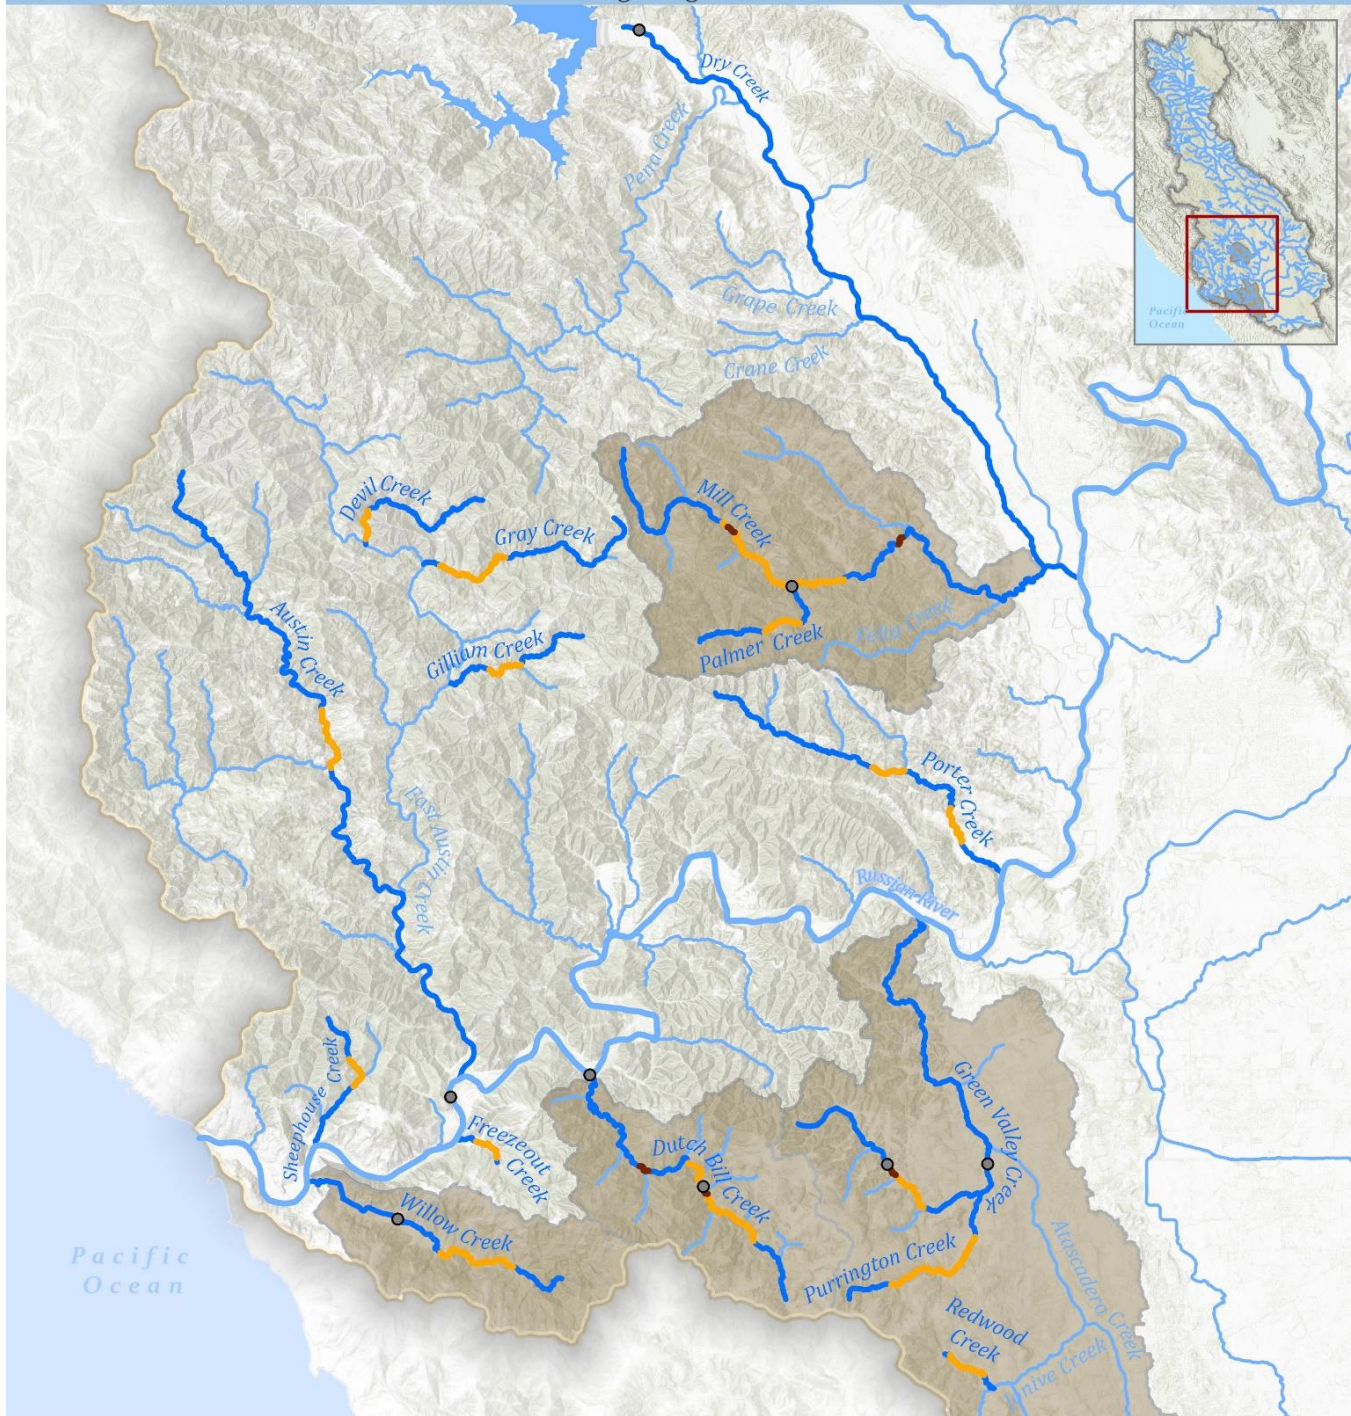 Dry Creek
Pena Creek
Pacific
Ocean
Grape Creek
Crane Creek
Devil Creek
Gray Creek
Mill Creek
Austin
Creek
Gilliam Creek
Palmer Creek
Felta Creek
Porter
Creek
East Austin
Creek
Russian River
Sheephouse Creek
Freezeout
Creek
Dutch Bill
Creek
Green Valley
Creek
Willow Creek
Purrington Creek
Atascadero Creek
Pacific
Ocean
Redwood
Creek
Jonive Creek